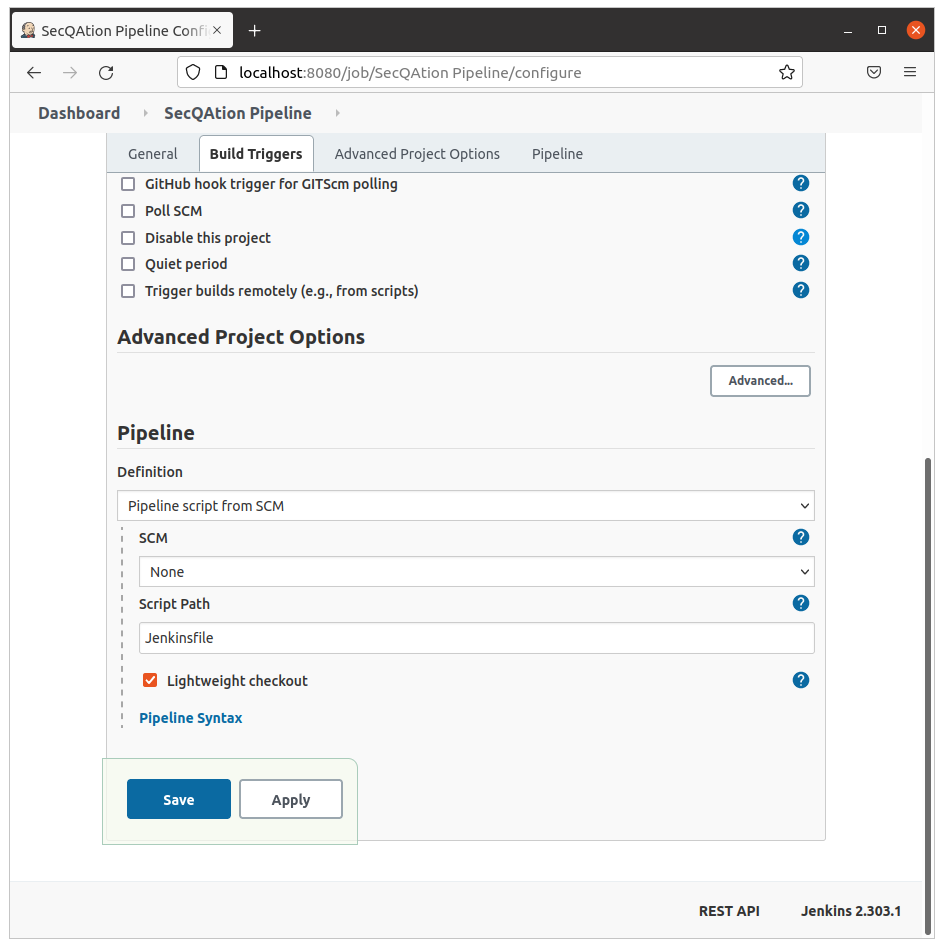 SecQAtion Pipeline Confi
localhost:8080/job/SecQAtion Pipeline/configure
Dashboard SecQAtion Pipeline
General Build Triggers Advanced Project Options Pipeline
GitHub hook trigger for GITScm polling ?
Poll SCM ?
Disable this project ?
Quiet period ?
Trigger builds remotely (e.g., from scripts) ?
Advanced Project Options
Advanced...
Pipeline
Definition
Pipeline script from SCM
SCM ?
None
Script Path ?
Jenkinsfile
Lightweight checkout ?
Pipeline Syntax
Save Apply
REST API Jenkins 2.303.1